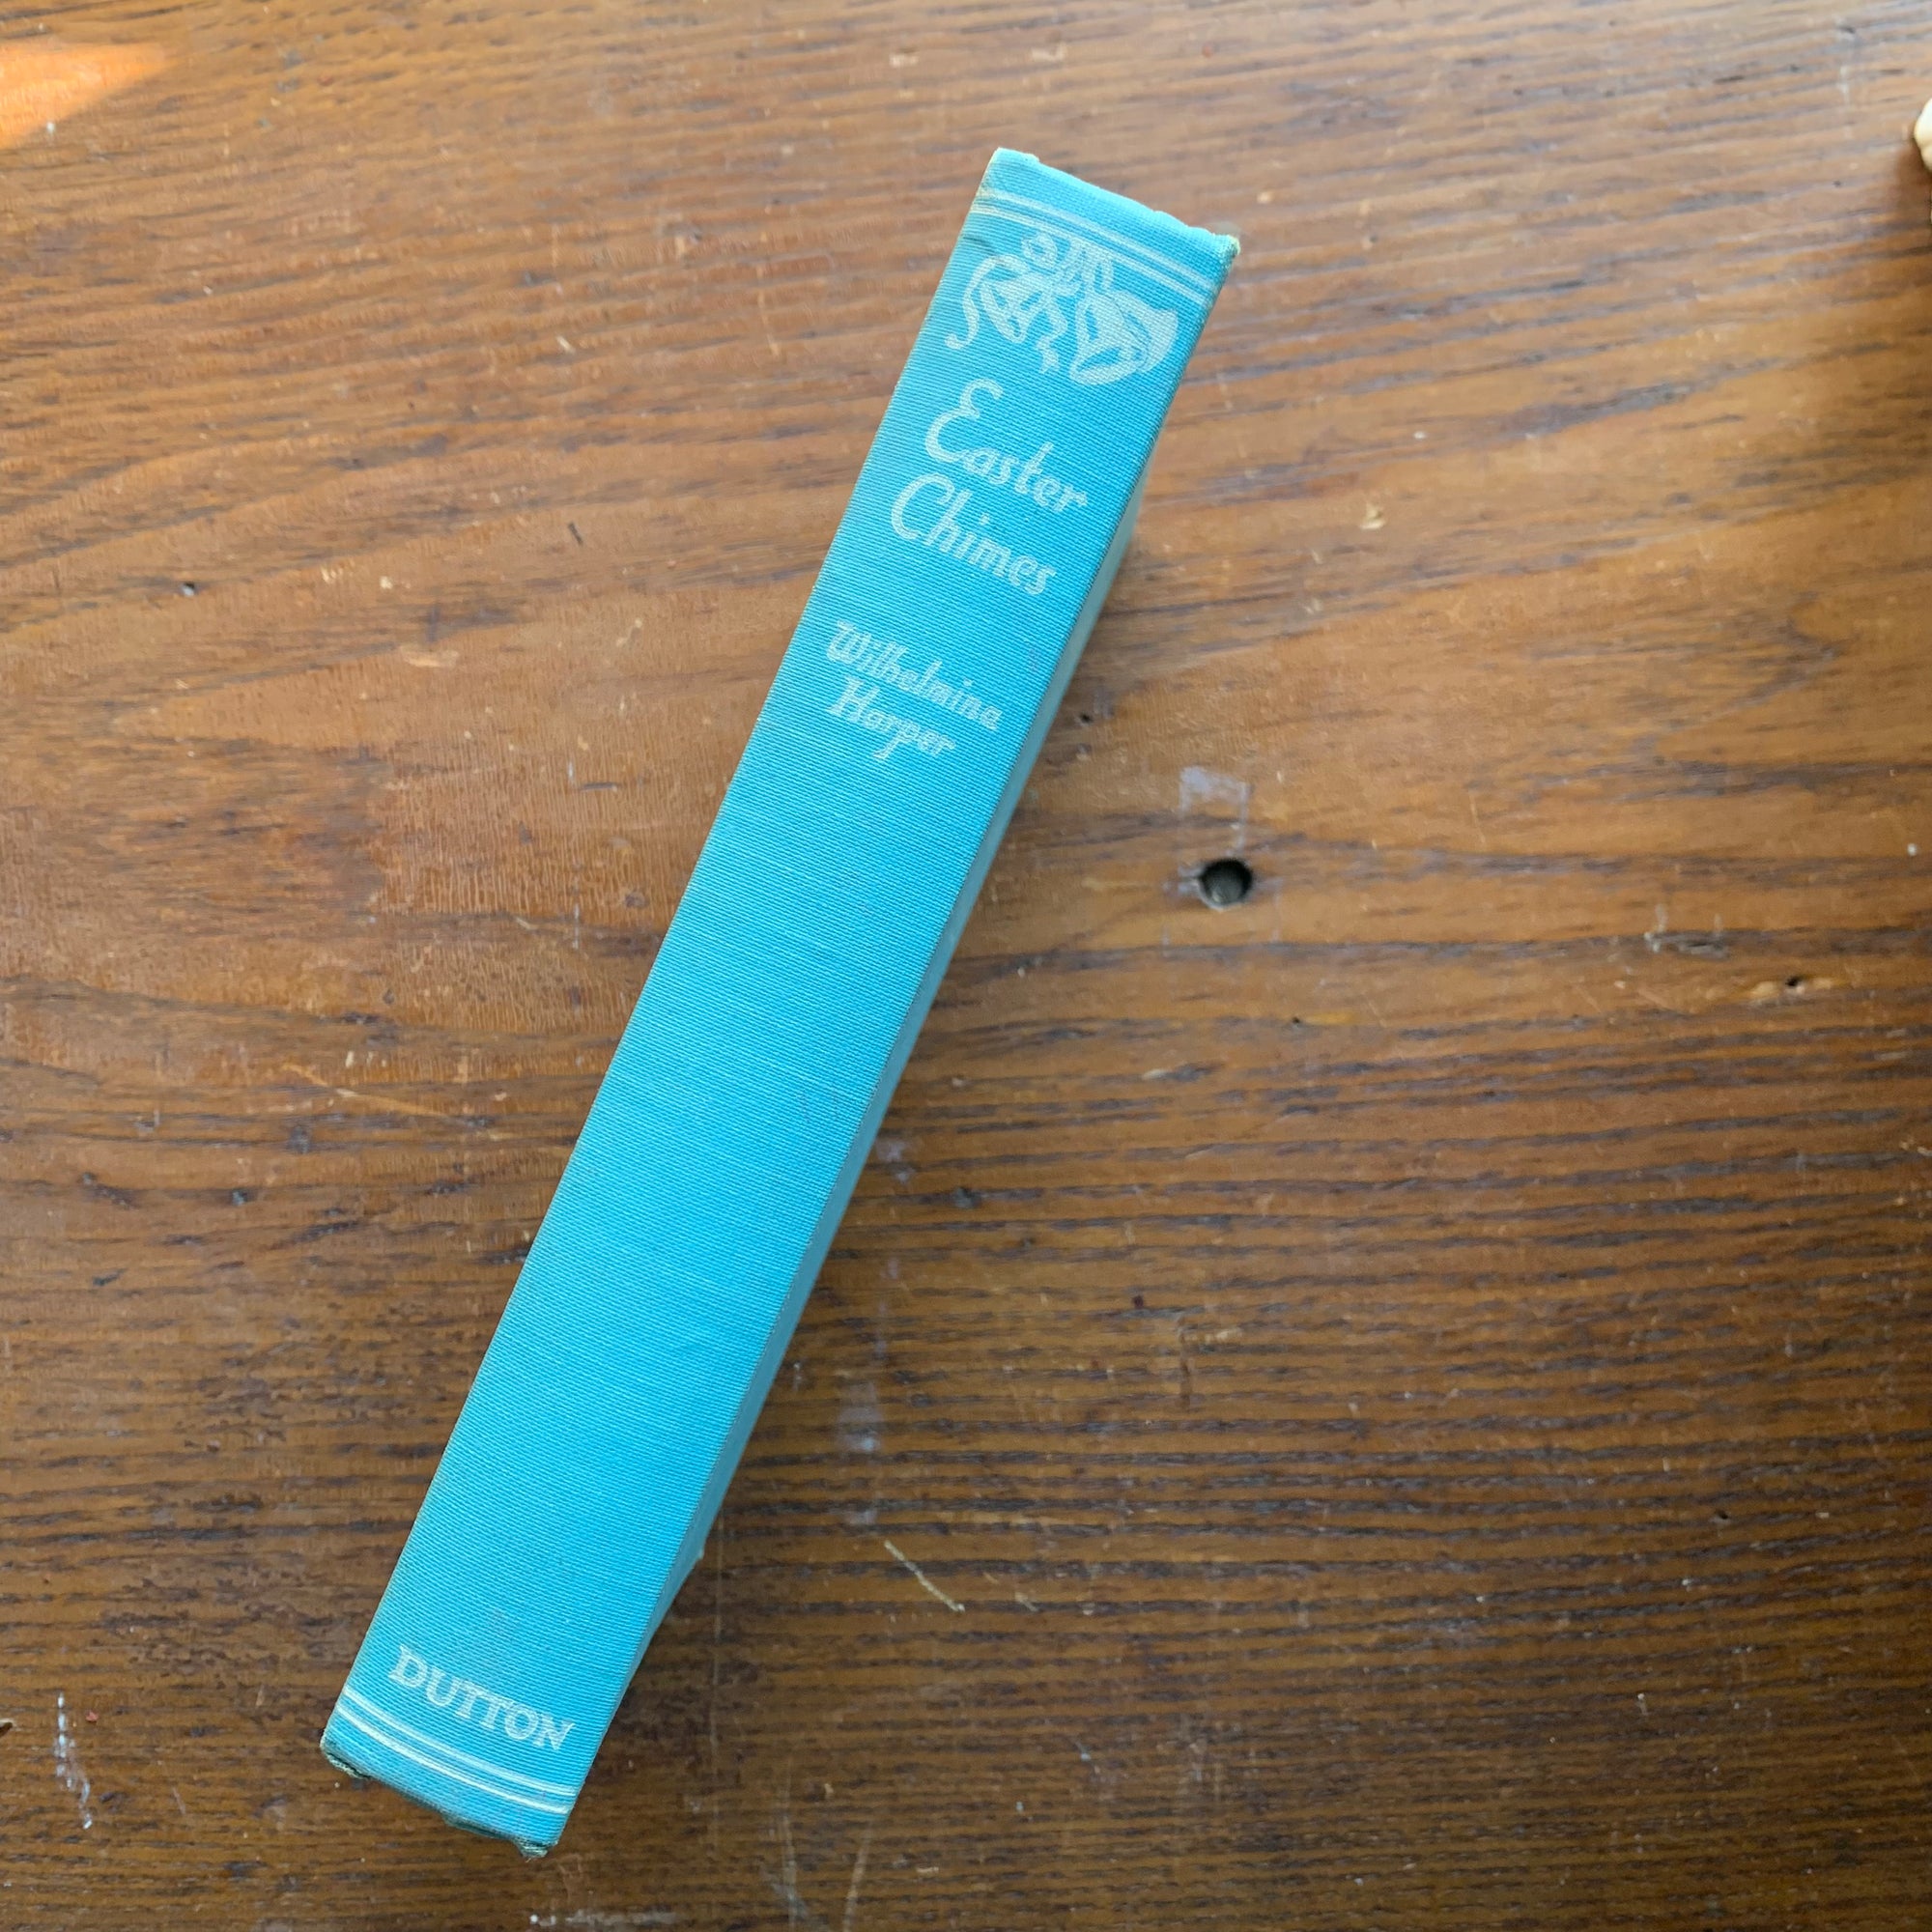 Easter
Chimes
Wilhelmina
Harper
DUTTON